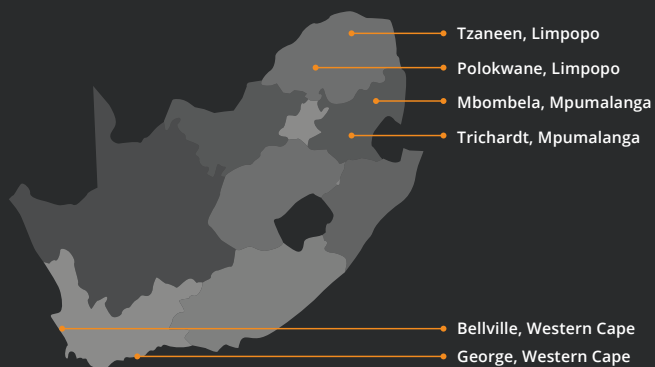 Tzaneen, Limpopo
Polokwane, Limpopo
Mbombela, Mpumalanga
Trichardt, Mpumalanga
Bellville, Western Cape
George, Western Cape